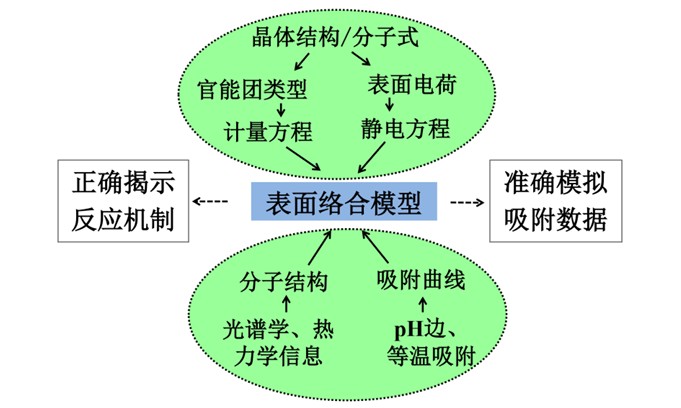 晶体结构/分子式
官能团类型
表面电荷
计量方程
静电方程
正确揭示
反应机制
表面络合模型
准确模拟
吸附数据
分子结构
吸附曲线
光谱学、热
力学信息
pH边、
等温吸附